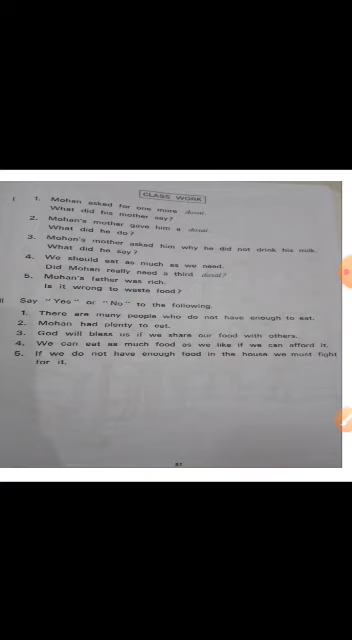 CLASS WORK
I 1. Mohan asked for one more dosai.
What did his mother say?
2. Mohan's mother gave him a dosai.
What did he do?
3. Mohan's mother asked him why he did not drink his milk.
What did he say?
4. We should eat as much as we need.
Did Mohan really need a third dosai?
5. Mohan's father was rich.
Is it wrong to waste food?
II Say "Yes" or "No" to the following.
1. There are many people who do not have enough to eat.
2. Mohan had plenty to eat.
3. God will bless us if we share our food with others.
4. We can eat as much food as we like if we can afford it.
5. If we do not have enough food in the house we must fight
for it.